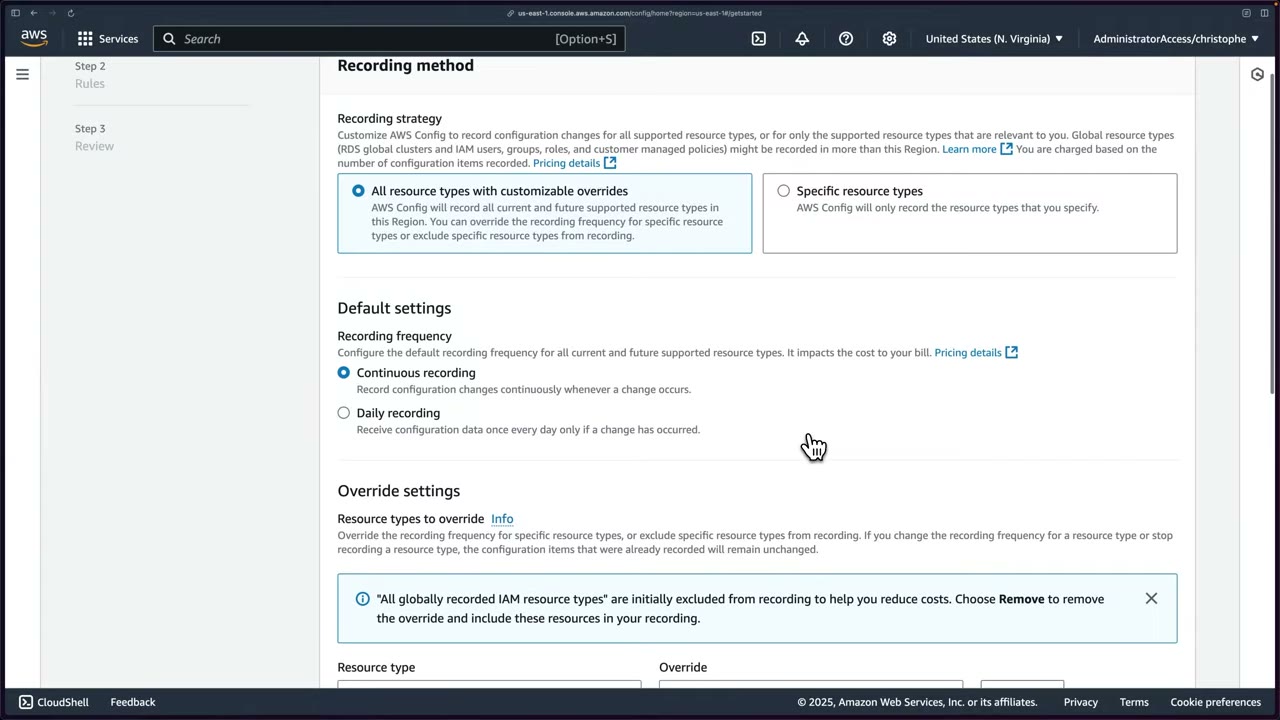 us-east-1.console.aws.amazon.com/config/home?region=us-east-1#/getstarted
aws
Services
Search
[Option+S]
United States (N. Virginia)
AdministratorAccess/christophe
Step 2
Rules
Step 3
Review
Recording method
Recording strategy
Customize AWS Config to record configuration changes for all supported resource types, or for only the supported resource types that are relevant to you. Global resource types
(RDS global clusters and IAM users, groups, roles, and customer managed policies) might be recorded in more than this Region. Learn more You are charged based on the
number of configuration items recorded. Pricing details
All resource types with customizable overrides
AWS Config will record all current and future supported resource types in
this Region. You can override the recording frequency for specific resource
types or exclude specific resource types from recording.
Specific resource types
AWS Config will only record the resource types that you specify.
Default settings
Recording frequency
Configure the default recording frequency for all current and future supported resource types. It impacts the cost to your bill. Pricing details
Continuous recording
Record configuration changes continuously whenever a change occurs.
Daily recording
Receive configuration data once every day only if a change has occurred.
Override settings
Resource types to override Info
Override the recording frequency for specific resource types, or exclude specific resource types from recording. If you change the recording frequency for a resource type or stop
recording a resource type, the configuration items that were already recorded will remain unchanged.
"All globally recorded IAM resource types" are initially excluded from recording to help you reduce costs. Choose Remove to remove
the override and include these resources in your recording.
Resource type
Override
CloudShell
Feedback
© 2025, Amazon Web Services, Inc. or its affiliates.
Privacy
Terms
Cookie preferences